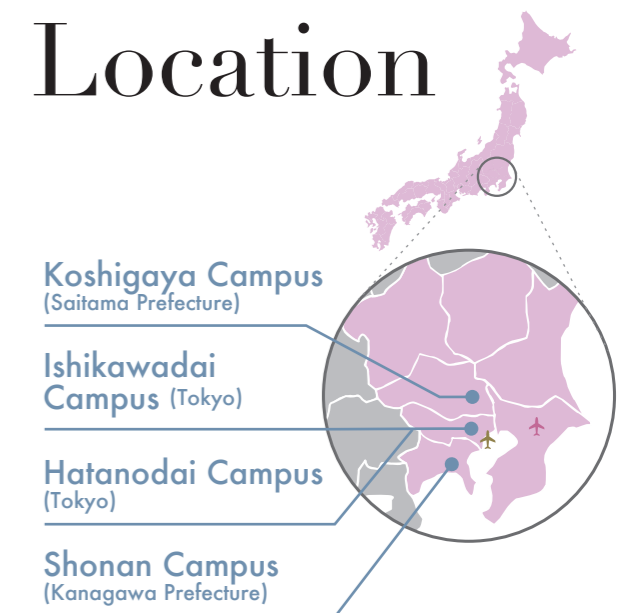 Location
Koshigaya Campus
(Saitama Prefecture)
Ishikawadai
Campus (Tokyo)
Hatanodai Campus
(Tokyo)
Shonan Campus
(Kanagawa Prefecture)